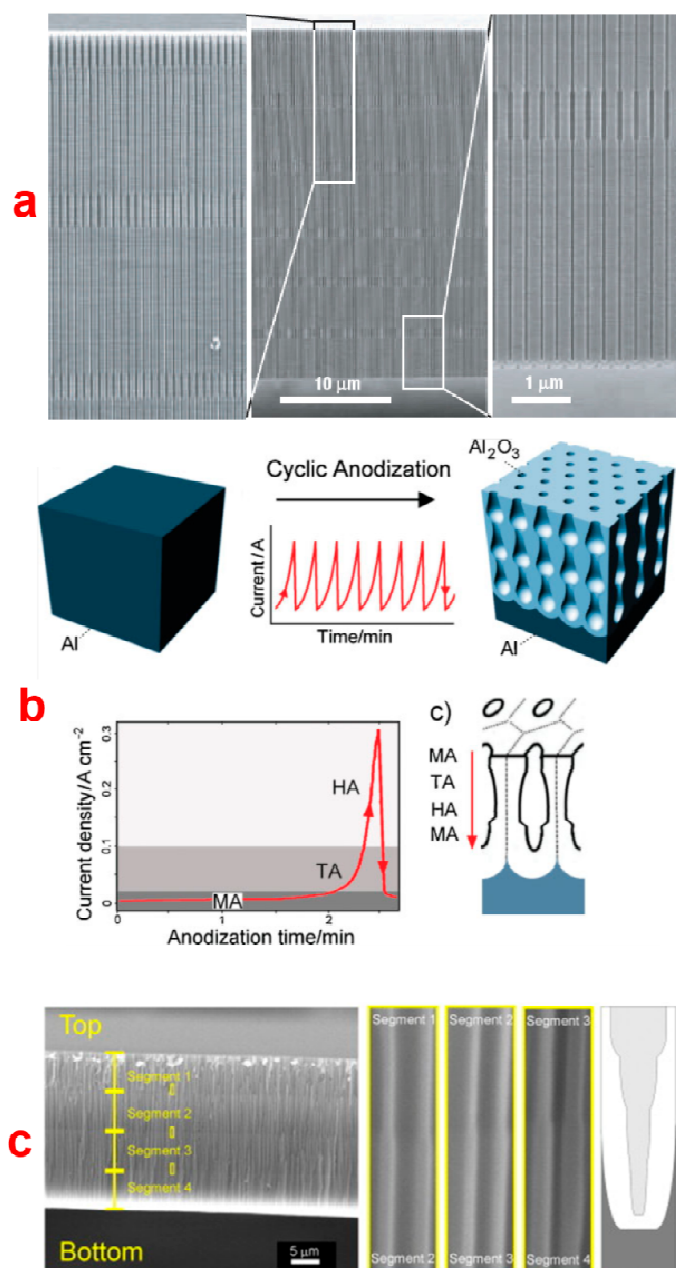 a
10 µm
1 µm
Cyclic Anodization
Al2O3
Current/A
Time/min
Al
Al
b
c)
Current density/A cm-2
0.3
0.2
0.1
0
HA
TA
MA
0
1
2
Anodization time/min
MA
TA
HA
MA
c
Top
Segment 1
Segment 2
Segment 3
Segment 4
Bottom
5 µm
Segment 1
Segment 2
Segment 2
Segment 3
Segment 3
Segment 4